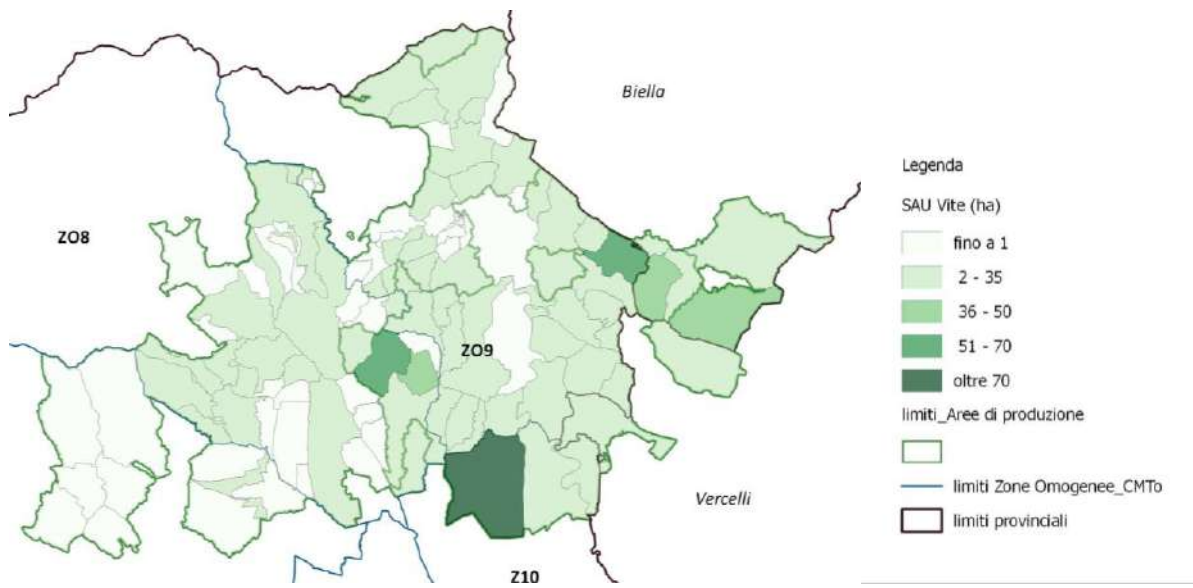 Biella
ZO8
ZO9
Vercelli
Z10
Legenda
SAU Vite (ha)
fino a 1
2 - 35
36 - 50
51 - 70
oltre 70
limiti_Aree di produzione
limiti Zone Omogenee_CMTo
limiti provinciali